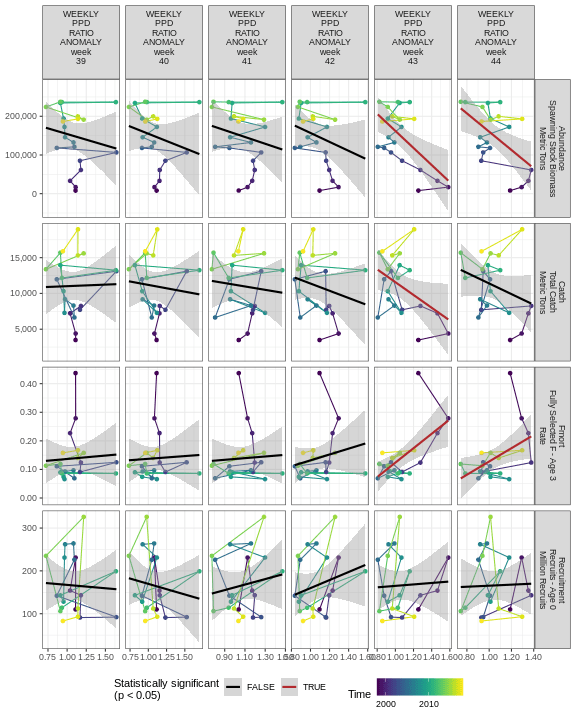 WEEKLY
PPD
RATIO
ANOMALY
week
39
WEEKLY
PPD
RATIO
ANOMALY
week
40
WEEKLY
PPD
RATIO
ANOMALY
week
41
WEEKLY
PPD
RATIO
ANOMALY
week
42
WEEKLY
PPD
RATIO
ANOMALY
week
43
WEEKLY
PPD
RATIO
ANOMALY
week
44
200,000
100,000
0
Abundance
Spawning Stock Biomass
Metric Tons
15,000
10,000
5,000
Catch
Total Catch
Metric Tons
0.40
0.30
0.20
0.10
0.00
Fmort
Fully Selected F - Age 3
Rate
300
200
100
Recruitment
Recruits - Age 0
Million Recruits
0.75 1.00 1.25 1.50
0.75 1.00 1.25 1.50
0.90 1.10 1.30
1.00 1.20 1.40
0.80 1.00 1.20 1.40
0.80 1.00 1.20 1.40
Statistically significant
(p < 0.05)
FALSE
TRUE
Time
2000 2010